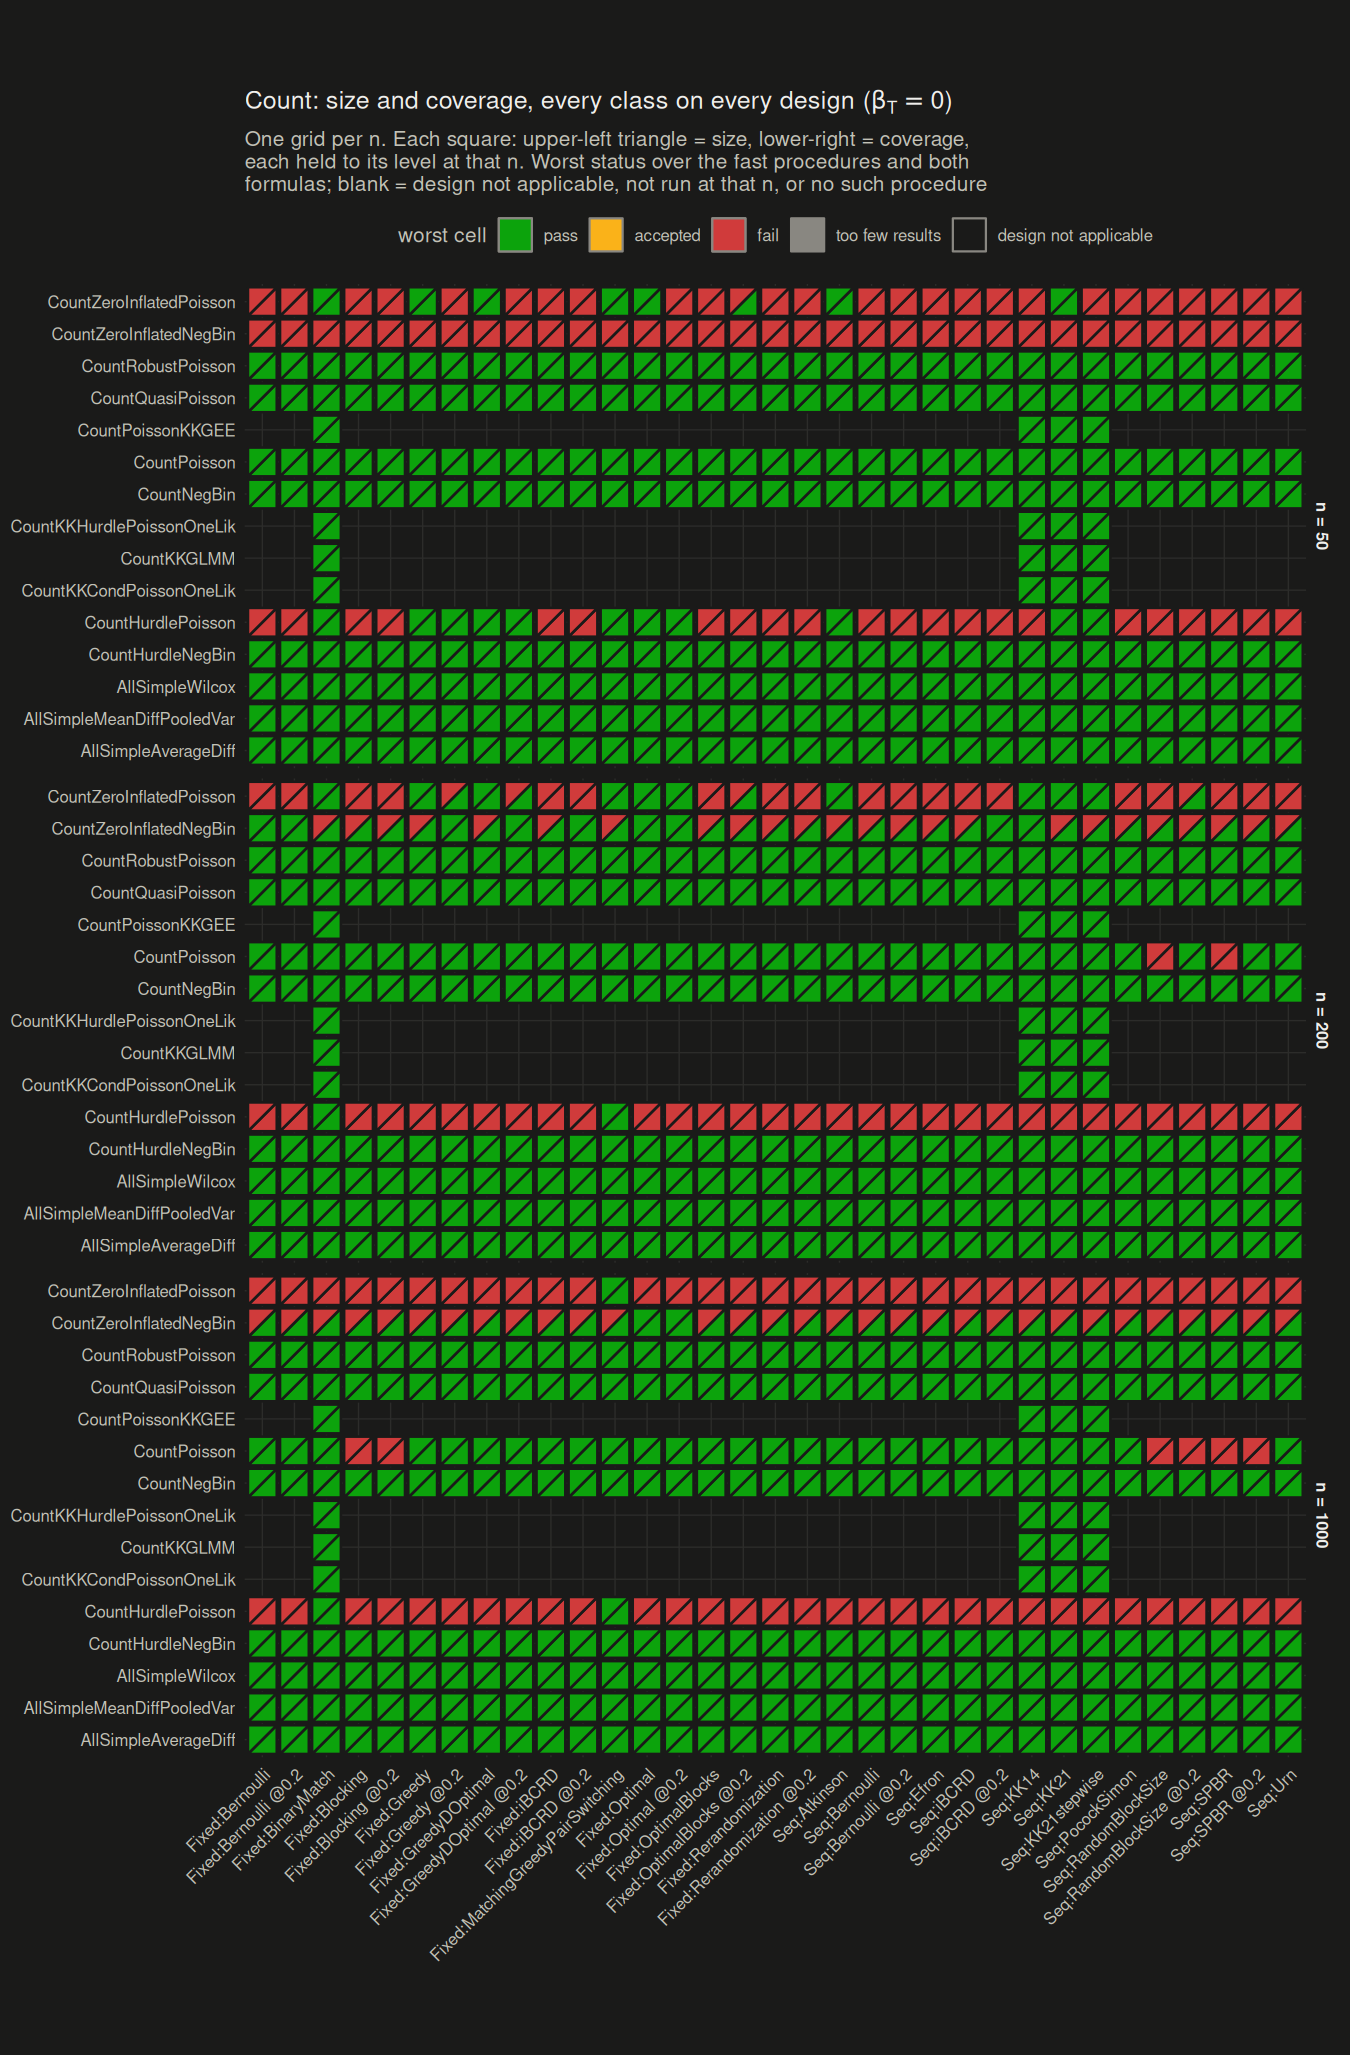 Count: size and coverage, every class on every design (βT = 0)
One grid per n. Each square: upper-left triangle = size, lower-right = coverage,
each held to its level at that n. Worst status over the fast procedures and both
formulas; blank = design not applicable, not run at that n, or no such procedure
worst cell pass accepted fail too few results design not applicable
CountZeroInflatedPoisson
CountZeroInflatedNegBin
CountRobustPoisson
CountQuasiPoisson
CountPoissonKKGEE
CountPoisson
CountNegBin
CountKKHurdlePoissonOneLik
CountKKGLMM
CountKKCondPoissonOneLik
CountHurdlePoisson
CountHurdleNegBin
AllSimpleWilcox
AllSimpleMeanDiffPooledVar
AllSimpleAverageDiff
n = 50
CountZeroInflatedPoisson
CountZeroInflatedNegBin
CountRobustPoisson
CountQuasiPoisson
CountPoissonKKGEE
CountPoisson
CountNegBin
CountKKHurdlePoissonOneLik
CountKKGLMM
CountKKCondPoissonOneLik
CountHurdlePoisson
CountHurdleNegBin
AllSimpleWilcox
AllSimpleMeanDiffPooledVar
AllSimpleAverageDiff
n = 200
CountZeroInflatedPoisson
CountZeroInflatedNegBin
CountRobustPoisson
CountQuasiPoisson
CountPoissonKKGEE
CountPoisson
CountNegBin
CountKKHurdlePoissonOneLik
CountKKGLMM
CountKKCondPoissonOneLik
CountHurdlePoisson
CountHurdleNegBin
AllSimpleWilcox
AllSimpleMeanDiffPooledVar
AllSimpleAverageDiff
n = 1000
Fixed:Bernoulli
Fixed:Bernoulli @0.2
Fixed:BinaryMatch
Fixed:Blocking
Fixed:Blocking @0.2
Fixed:Greedy
Fixed:Greedy @0.2
Fixed:GreedyDOptimal
Fixed:GreedyDOptimal @0.2
Fixed:iBCRD
Fixed:iBCRD @0.2
Fixed:MatchingGreedyPairSwitching
Fixed:Optimal
Fixed:Optimal @0.2
Fixed:OptimalBlocks
Fixed:OptimalBlocks @0.2
Fixed:Rerandomization
Fixed:Rerandomization @0.2
Seq:Atkinson
Seq:Bernoulli
Seq:Bernoulli @0.2
Seq:Efron
Seq:iBCRD
Seq:iBCRD @0.2
Seq:KK14
Seq:KK21
Seq:KK21stepwise
Seq:PocockSimon
Seq:RandomBlockSize
Seq:RandomBlockSize @0.2
Seq:SPBR
Seq:SPBR @0.2
Seq:Urn